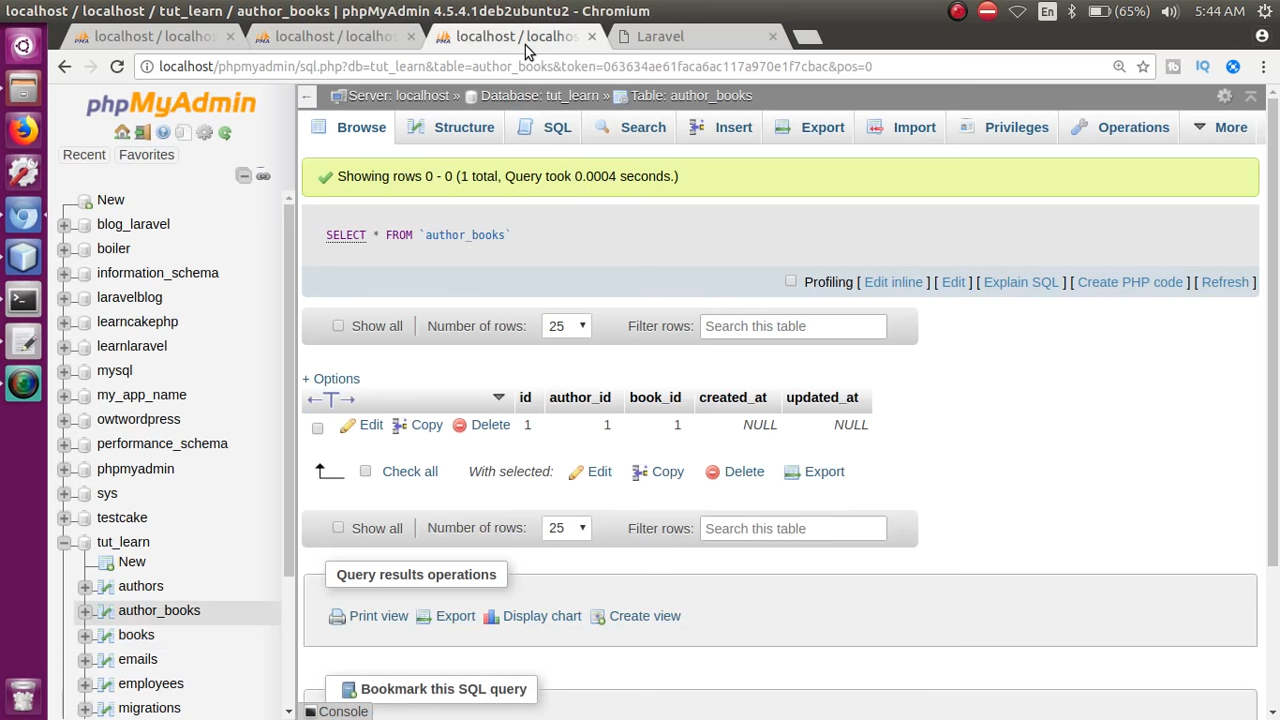 localhost / localhost / tut_learn / author_books | phpMyAdmin 4.5.4.1deb2ubuntu2 - Chromium
En
(65%)
5:44 AM
localhost / localhos
localhost / localhos
localhost / localhos
Laravel
localhost/phpmyadmin/sql.php?db=tut_learn&table=author_books&token=063634ae61facacac117a970e1f7cbac&pos=0
IQ
phpMyAdmin
Recent
Favorites
New
blog_laravel
boiler
information_schema
laravelblog
learncakephp
learnlaravel
mysql
my_app_name
owtwordpress
performance_schema
phpmyadmin
sys
testcake
tut_learn
New
authors
author_books
books
emails
employees
migrations
Server: localhost » Database: tut_learn » Table: author_books
Browse Structure SQL Search Insert Export Import Privileges Operations More
Showing rows 0 - 0 (1 total, Query took 0.0004 seconds.)
SELECT * FROM `author_books`
Profiling [ Edit inline ] [ Edit ] [ Explain SQL ] [ Create PHP code ] [ Refresh ]
Show all Number of rows: 25 Filter rows: Search this table
+ Options
id author_id book_id created_at updated_at
Edit Copy Delete 1 1 1 NULL NULL
Check all With selected: Edit Copy Delete Export
Show all Number of rows: 25 Filter rows: Search this table
Query results operations
Print view Export Display chart Create view
Bookmark this SQL query
Console